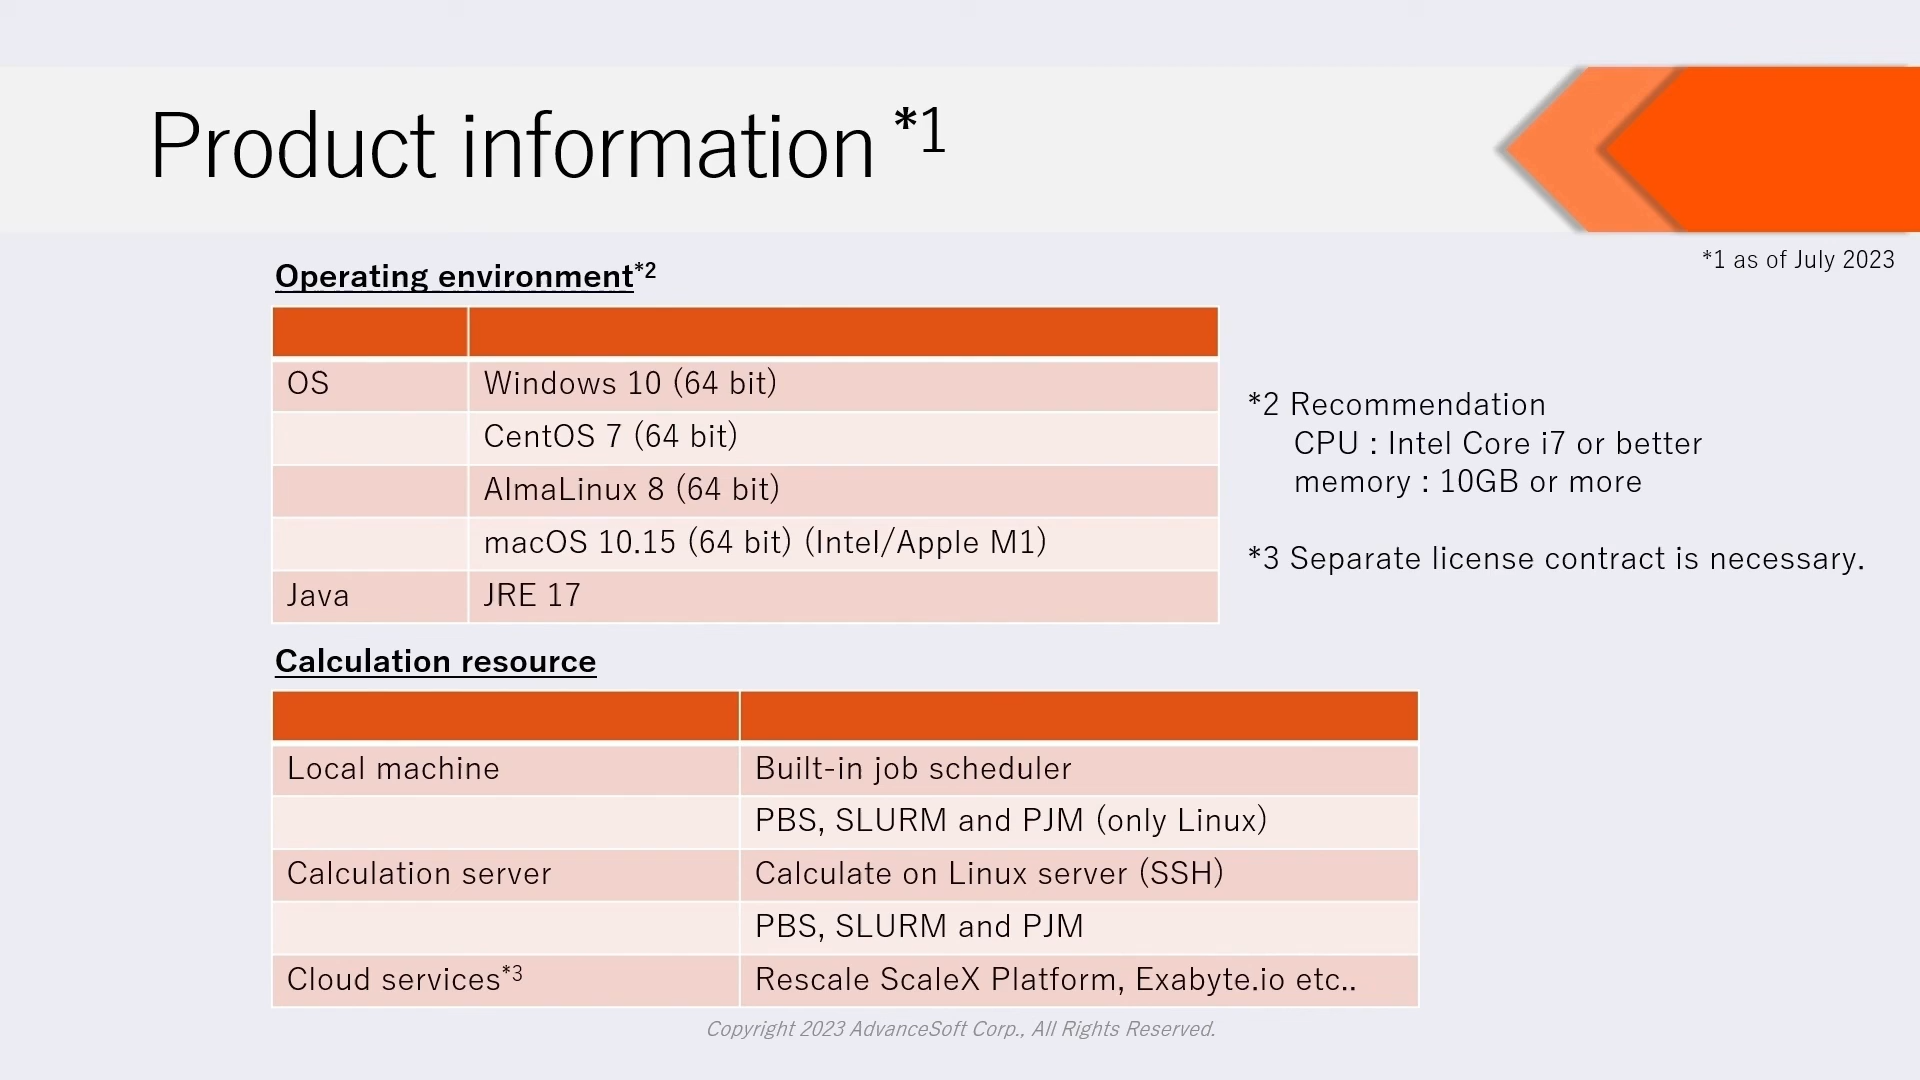 Product information *1
*1 as of July 2023
Operating environment*2
OS Windows 10 (64 bit)
CentOS 7 (64 bit)
AlmaLinux 8 (64 bit)
macOS 10.15 (64 bit) (Intel/Apple M1)
Java JRE 17
*2 Recommendation
CPU : Intel Core i7 or better
memory : 10GB or more
*3 Separate license contract is necessary.
Calculation resource
Local machine Built-in job scheduler
PBS, SLURM and PJM (only Linux)
Calculation server Calculate on Linux server (SSH)
PBS, SLURM and PJM
Cloud services*3 Rescale ScaleX Platform, Exabyte.io etc..
Copyright 2023 AdvanceSoft Corp., All Rights Reserved.